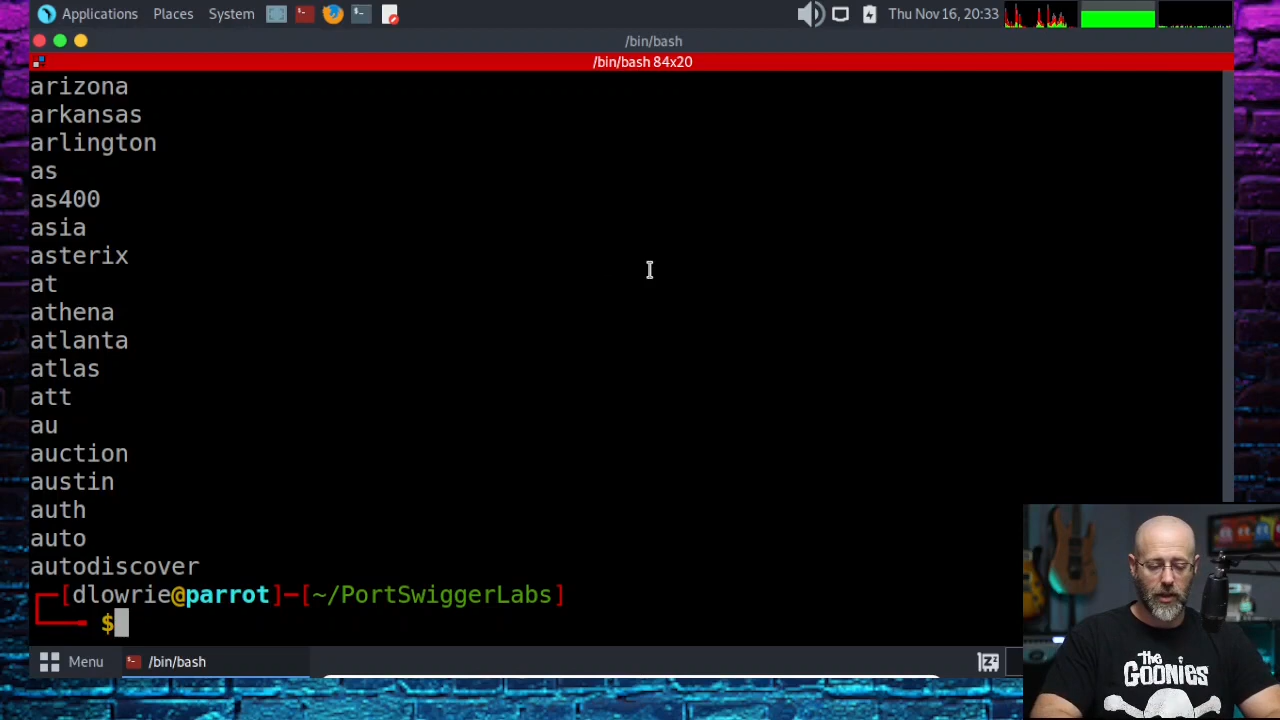 Applications Places System Thu Nov 16, 20:33
/bin/bash
/bin/bash 84x20
arizona
arkansas
arlington
as
as400
asia
asterix
at
athena
atlanta
atlas
att
au
auction
austin
auth
auto
autodiscover
[dlowrie@parrot]─[~/PortSwiggerLabs]
$
Menu /bin/bash
the
GOONIES